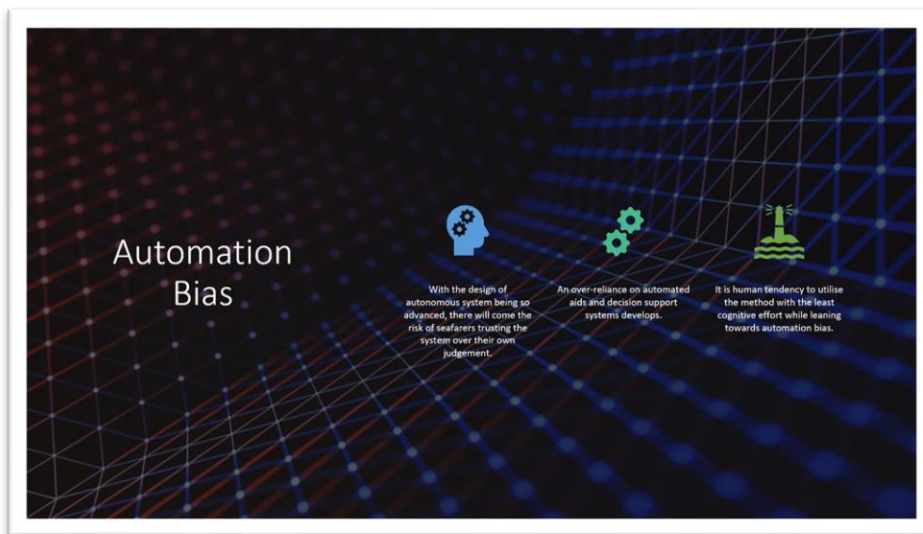 Automation
Bias
With the design of
autonomous system being so
advanced, there will come the
risk of seafarers trusting the
system over their own
judgement.
An over-reliance on automated
aids and decision support
systems develops.
It is human tendency to utilise
the method with the least
cognitive effort while leaning
towards automation bias.